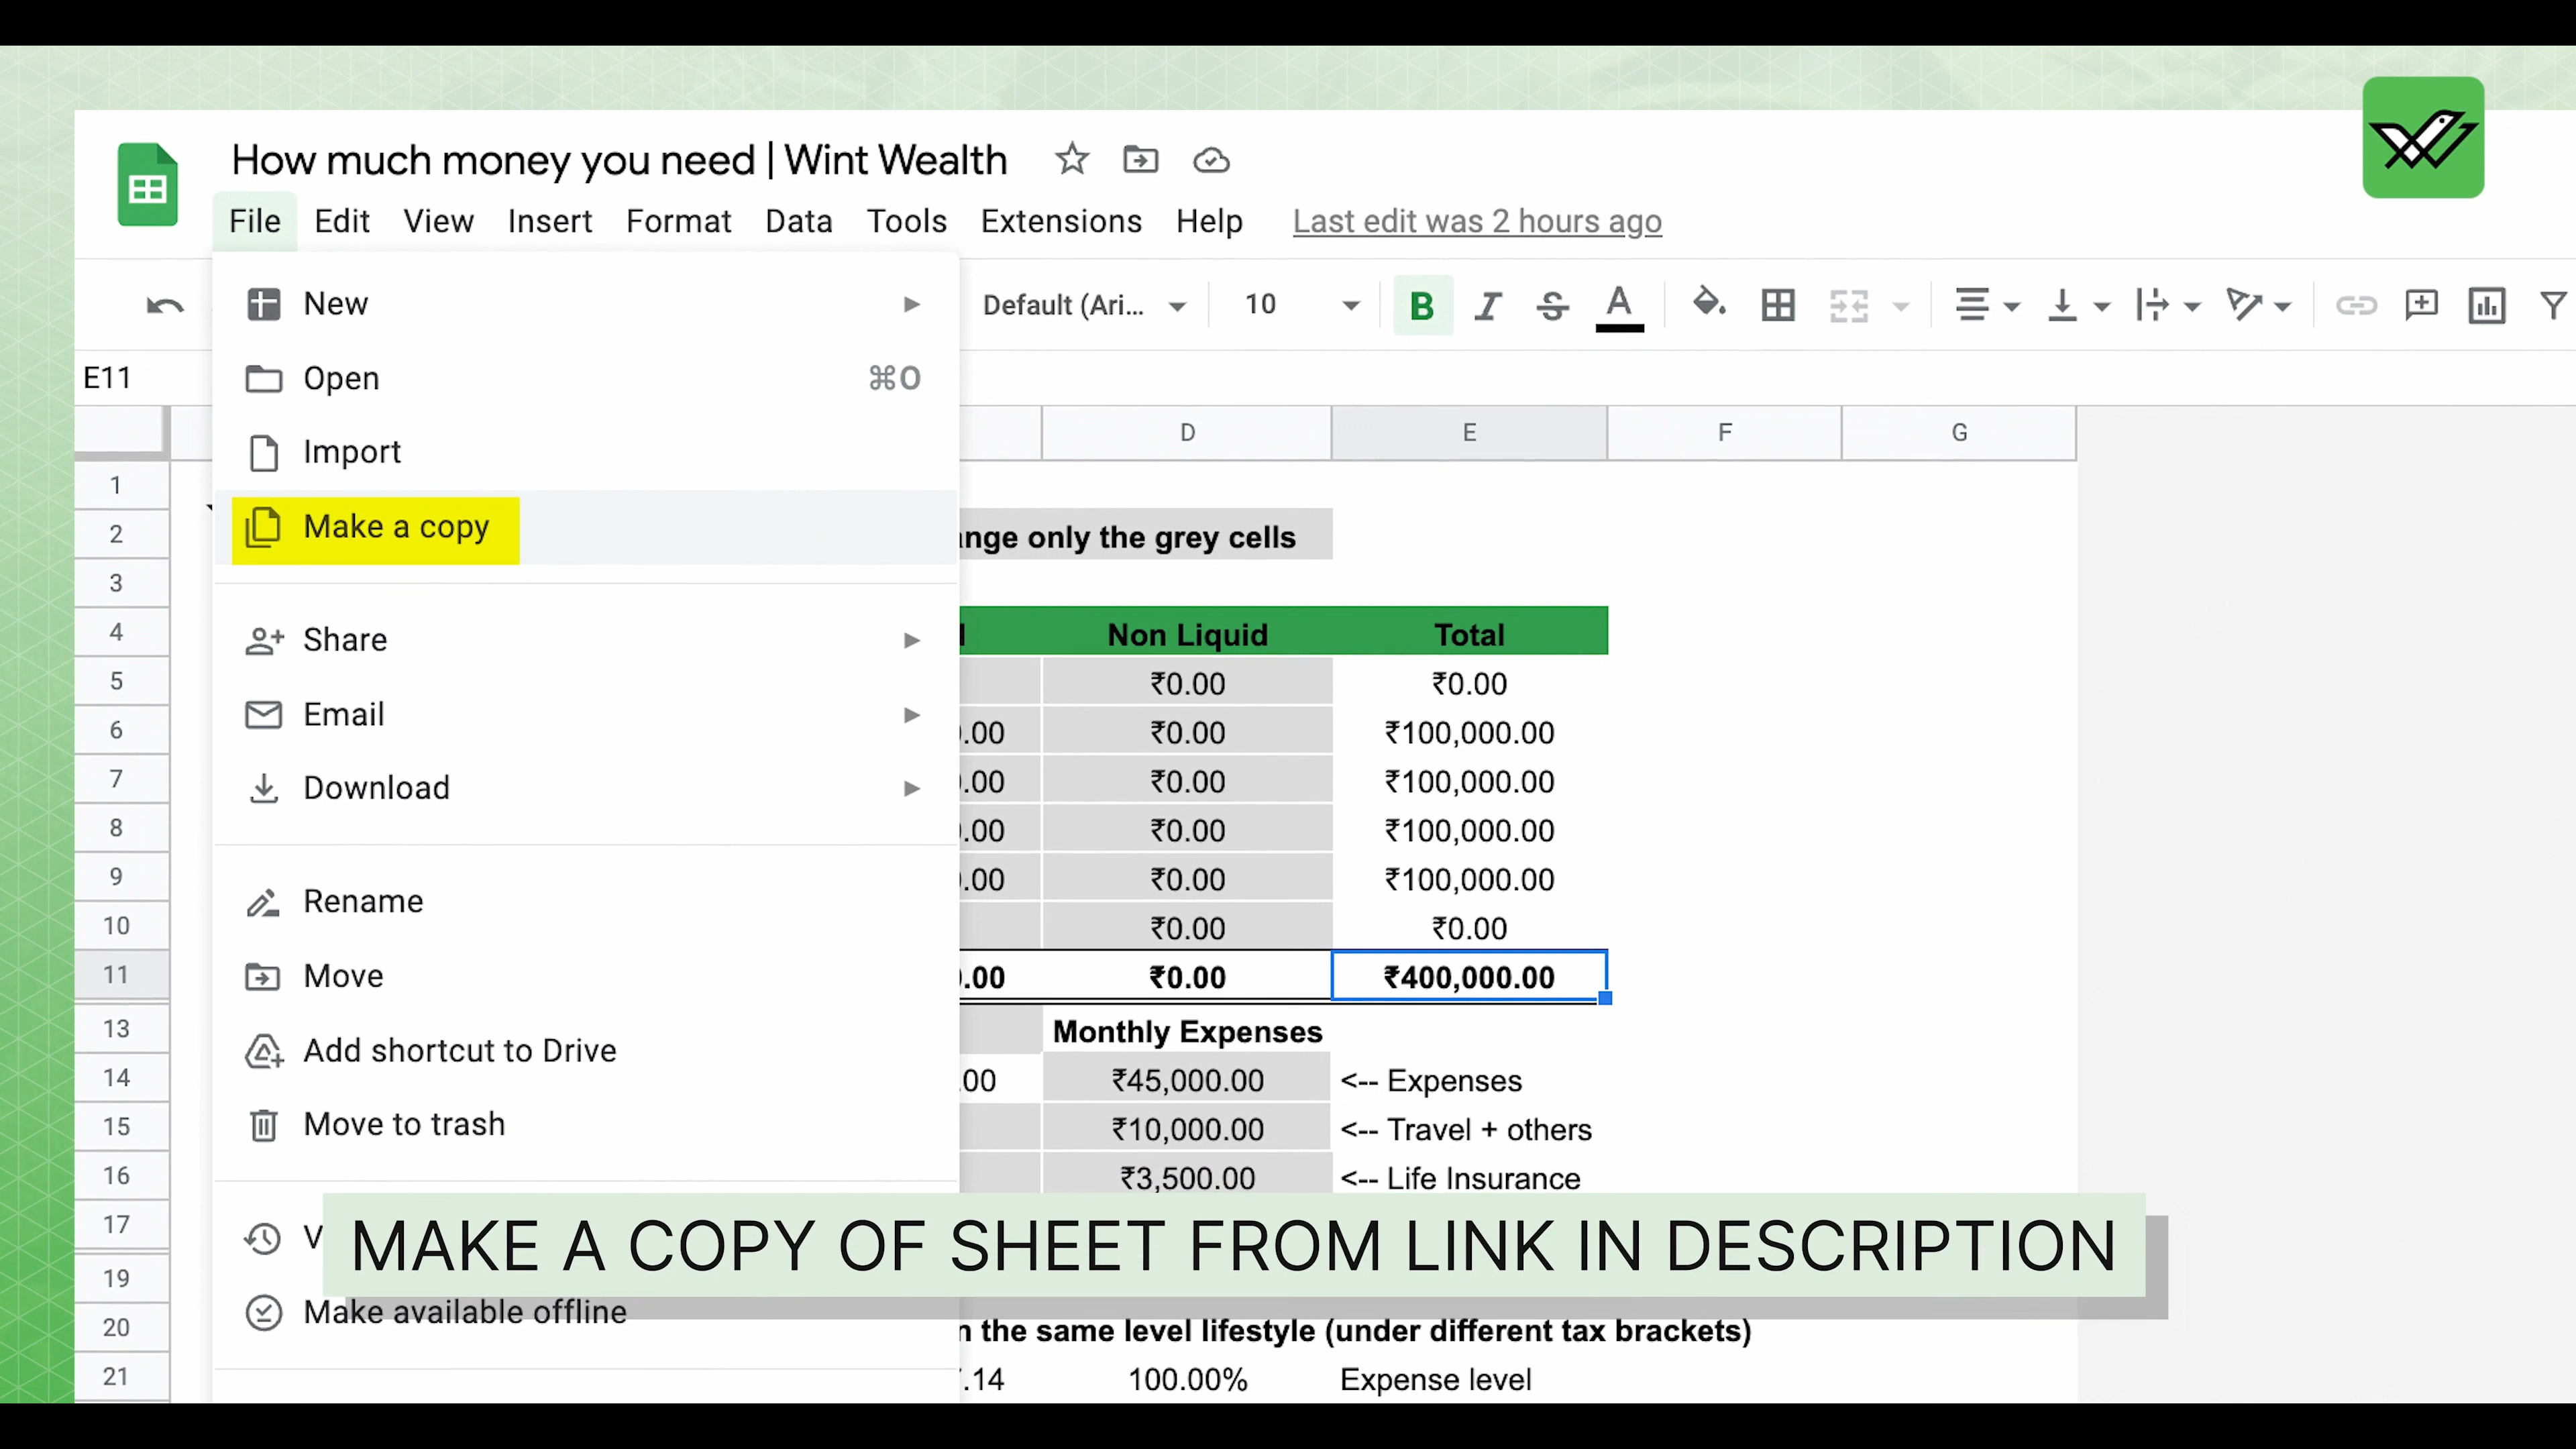 How much money you need | Wint Wealth
File Edit View Insert Format Data Tools Extensions Help Last edit was 2 hours ago
Default (Ari... 10 B I S A
E11
New
Open ⌘O
Import
Make a copy
Share
Email
Download
Rename
Move
Add shortcut to Drive
Move to trash
Make available offline
D E F G
1
2 only the grey cells
3
4 Non Liquid Total
5 ₹0.00 ₹0.00
6 .00 ₹0.00 ₹100,000.00
7 .00 ₹0.00 ₹100,000.00
8 .00 ₹0.00 ₹100,000.00
9 .00 ₹0.00 ₹100,000.00
10 ₹0.00 ₹0.00
11 .00 ₹0.00 ₹400,000.00
13 Monthly Expenses
14 .00 ₹45,000.00 <-- Expenses
15 ₹10,000.00 <-- Travel + others
16 ₹3,500.00 <-- Life Insurance
17
MAKE A COPY OF SHEET FROM LINK IN DESCRIPTION
19
20 the same level lifestyle (under different tax brackets)
21 .14 100.00% Expense level